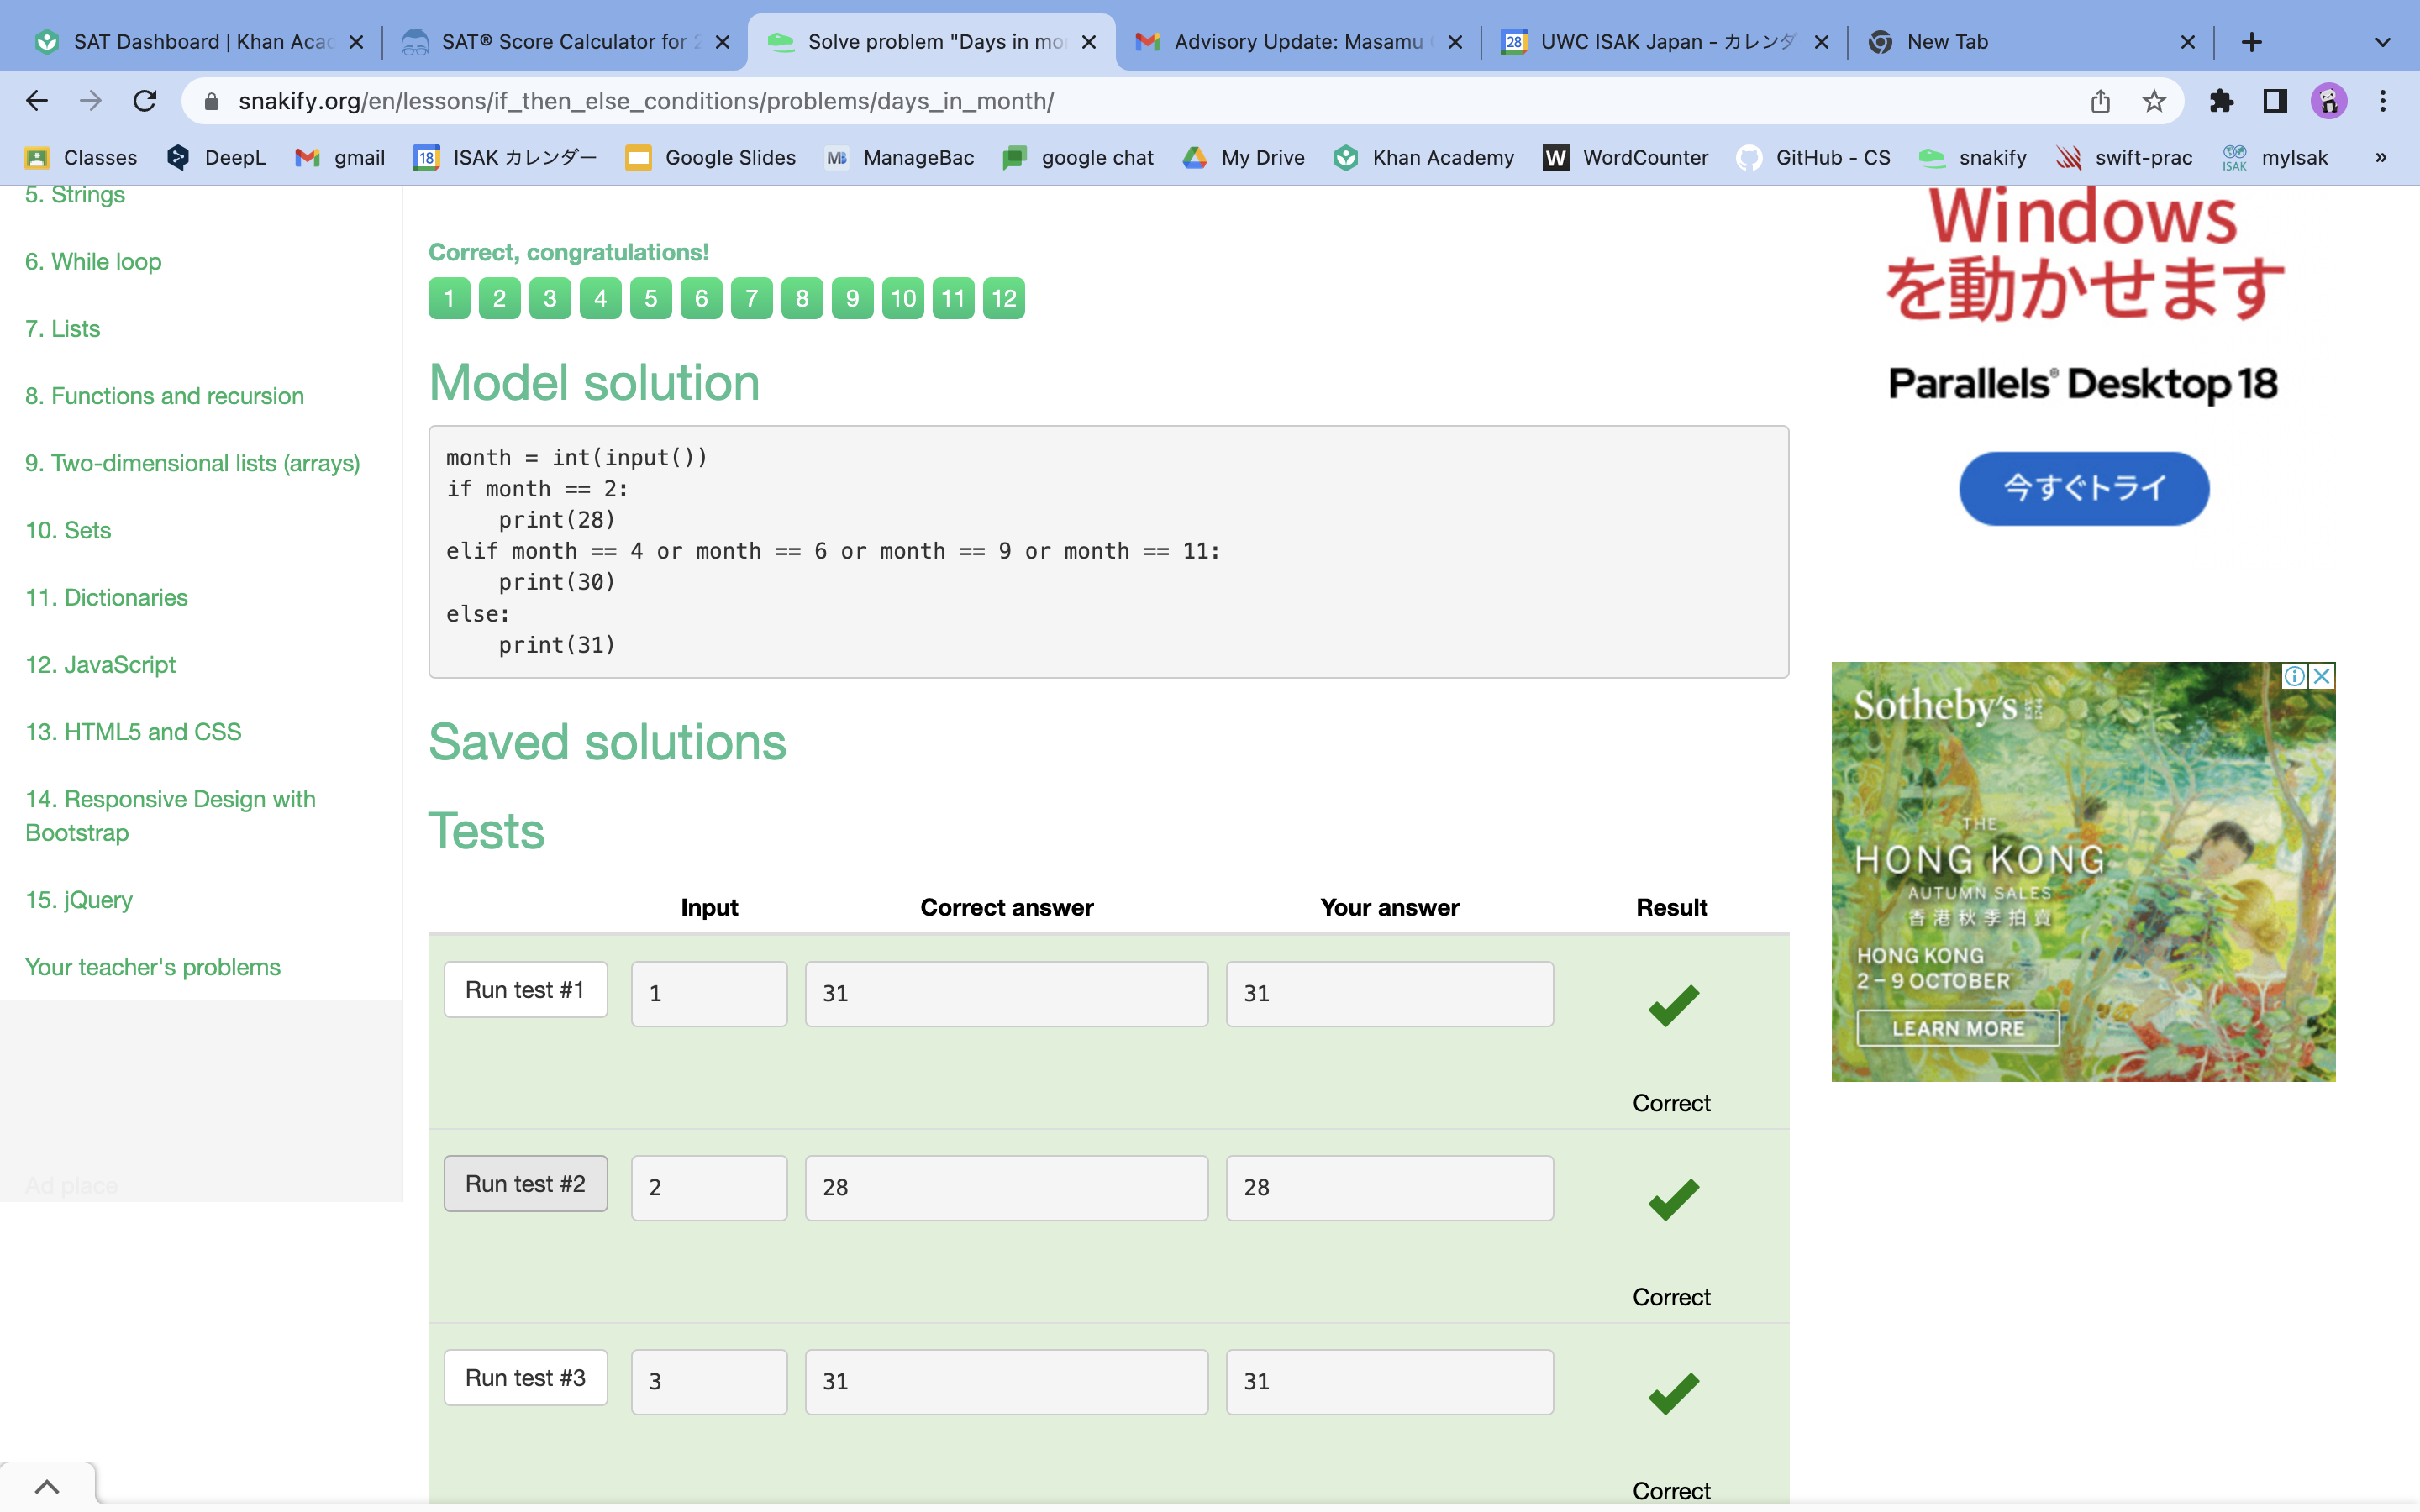 SAT Dashboard | Khan Acad
SAT® Score Calculator for 2
Solve problem "Days in mo
Advisory Update: Masamu
28
UWC ISAK Japan - カレンダ
New Tab
snakify.org/en/lessons/if_then_else_conditions/problems/days_in_month/
Classes
DeepL
gmail
18
ISAK カレンダー
Google Slides
MB
ManageBac
google chat
My Drive
Khan Academy
W
WordCounter
GitHub - CS
snakify
swift-prac
ISAK
myIsak
»
5. Strings
6. While loop
7. Lists
8. Functions and recursion
9. Two-dimensional lists (arrays)
10. Sets
11. Dictionaries
12. JavaScript
13. HTML5 and CSS
14. Responsive Design with
Bootstrap
15. jQuery
Your teacher's problems
Ad place
Correct, congratulations!
1 2 3 4 5 6 7 8 9 10 11 12
Model solution
month = int(input())
if month == 2:
    print(28)
elif month == 4 or month == 6 or month == 9 or month == 11:
    print(30)
else:
    print(31)
Saved solutions
Tests
Input Correct answer Your answer Result
Run test #1 1 31 31
Correct
Run test #2 2 28 28
Correct
Run test #3 3 31 31
Correct
Windows
を動かせます
Parallels® Desktop 18
今すぐトライ
Sotheby's
THE
HONG KONG
AUTUMN SALES
香港秋季拍賣
HONG KONG
2 – 9 OCTOBER
LEARN MORE